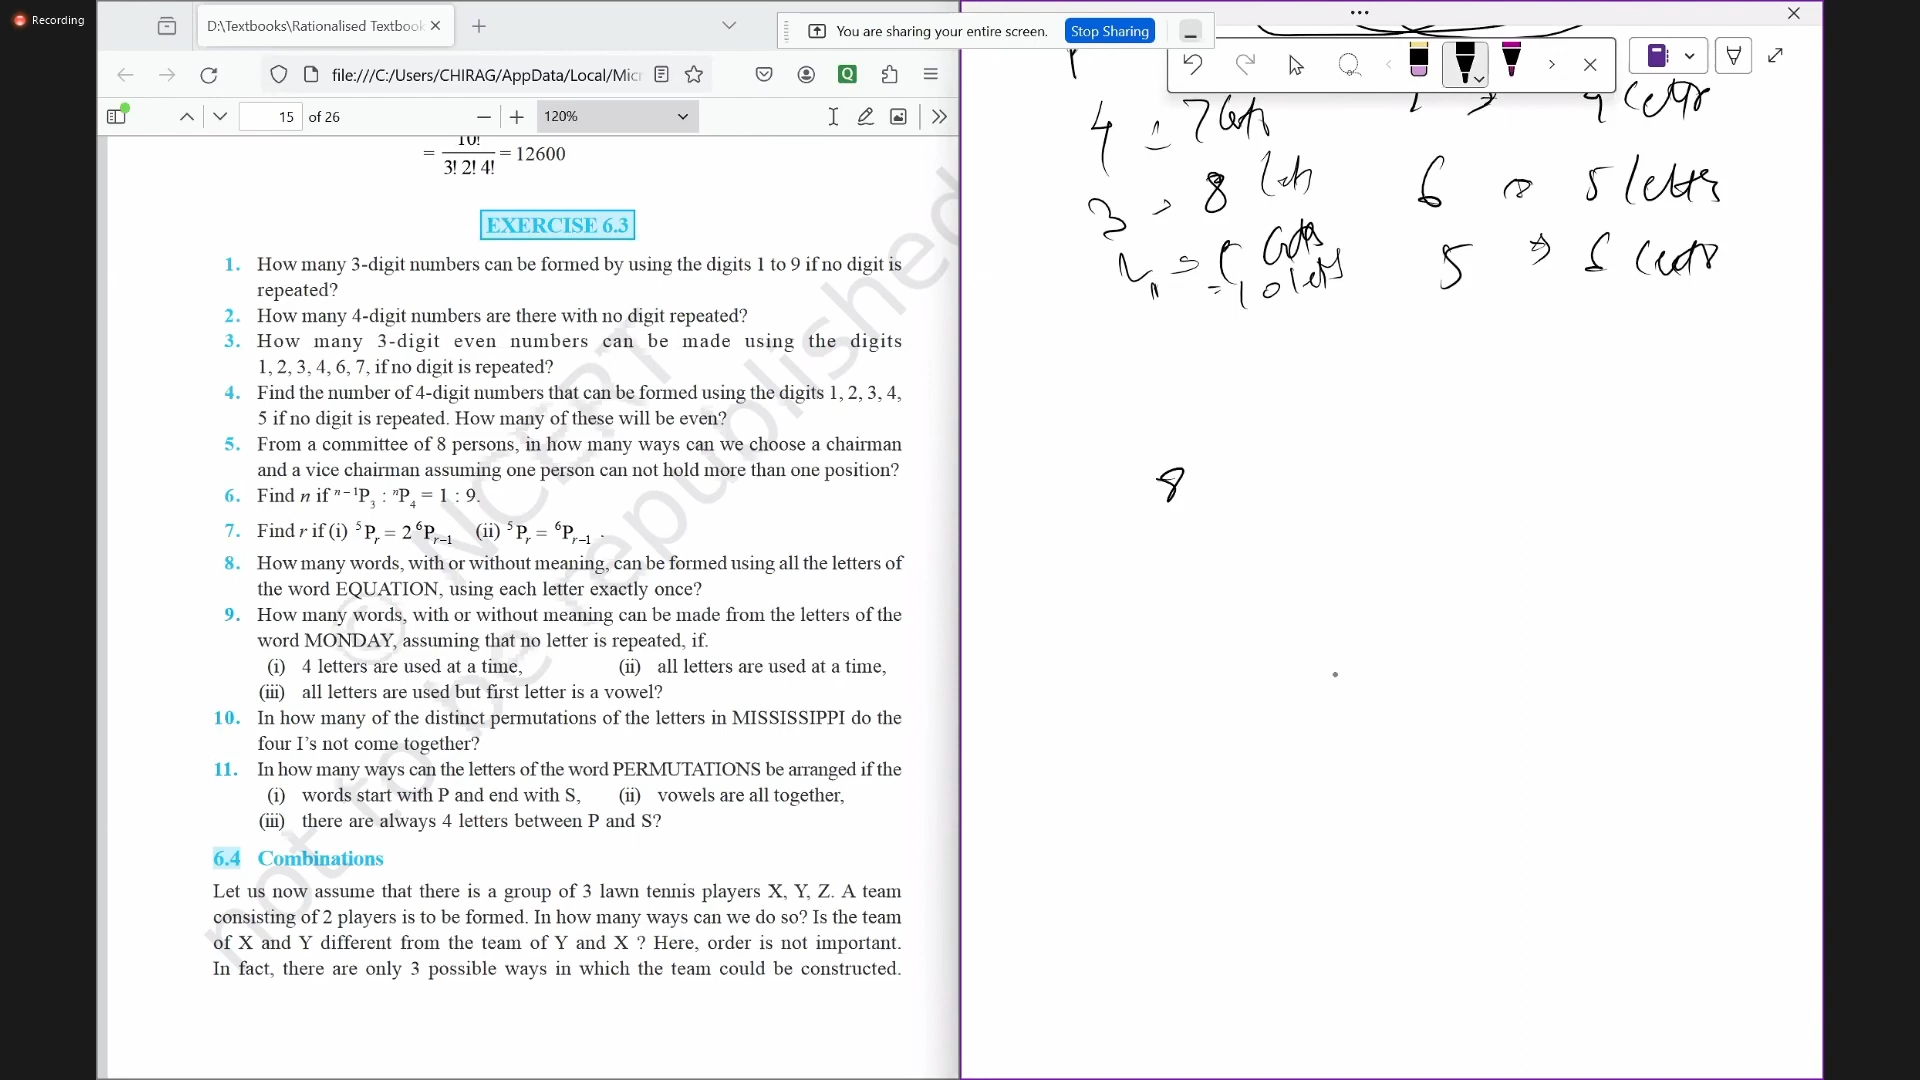 Recording
D:\Textbooks\Rationalised Textbook
You are sharing your entire screen. Stop Sharing
file:///C:/Users/CHIRAG/AppData/Local/Micr
15 of 26
120%
= 10!/3! 2! 4! = 12600
EXERCISE 6.3
1. How many 3-digit numbers can be formed by using the digits 1 to 9 if no digit is
repeated?
2. How many 4-digit numbers are there with no digit repeated?
3. How many 3-digit even numbers can be made using the digits
1, 2, 3, 4, 6, 7, if no digit is repeated?
4. Find the number of 4-digit numbers that can be formed using the digits 1, 2, 3, 4,
5 if no digit is repeated. How many of these will be even?
5. From a committee of 8 persons, in how many ways can we choose a chairman
and a vice chairman assuming one person can not hold more than one position?
6. Find n if ⁿ⁻¹P₃ : ⁿP₄ = 1 : 9.
7. Find r if (i) ⁵Pᵣ = 2 ⁶Pᵣ₋₁ (ii) ⁵Pᵣ = ⁶Pᵣ₋₁ .
8. How many words, with or without meaning, can be formed using all the letters of
the word EQUATION, using each letter exactly once?
9. How many words, with or without meaning can be made from the letters of the
word MONDAY, assuming that no letter is repeated, if.
(i) 4 letters are used at a time, (ii) all letters are used at a time,
(iii) all letters are used but first letter is a vowel?
10. In how many of the distinct permutations of the letters in MISSISSIPPI do the
four I's not come together?
11. In how many ways can the letters of the word PERMUTATIONS be arranged if the
(i) words start with P and end with S, (ii) vowels are all together,
(iii) there are always 4 letters between P and S?
6.4 Combinations
Let us now assume that there is a group of 3 lawn tennis players X, Y, Z. A team
consisting of 2 players is to be formed. In how many ways can we do so? Is the team
of X and Y different from the team of Y and X ? Here, order is not important.
In fact, there are only 3 possible ways in which the team could be constructed.
© NCERT
not to be republished
4 7
3 8
6 5 letters
5
8